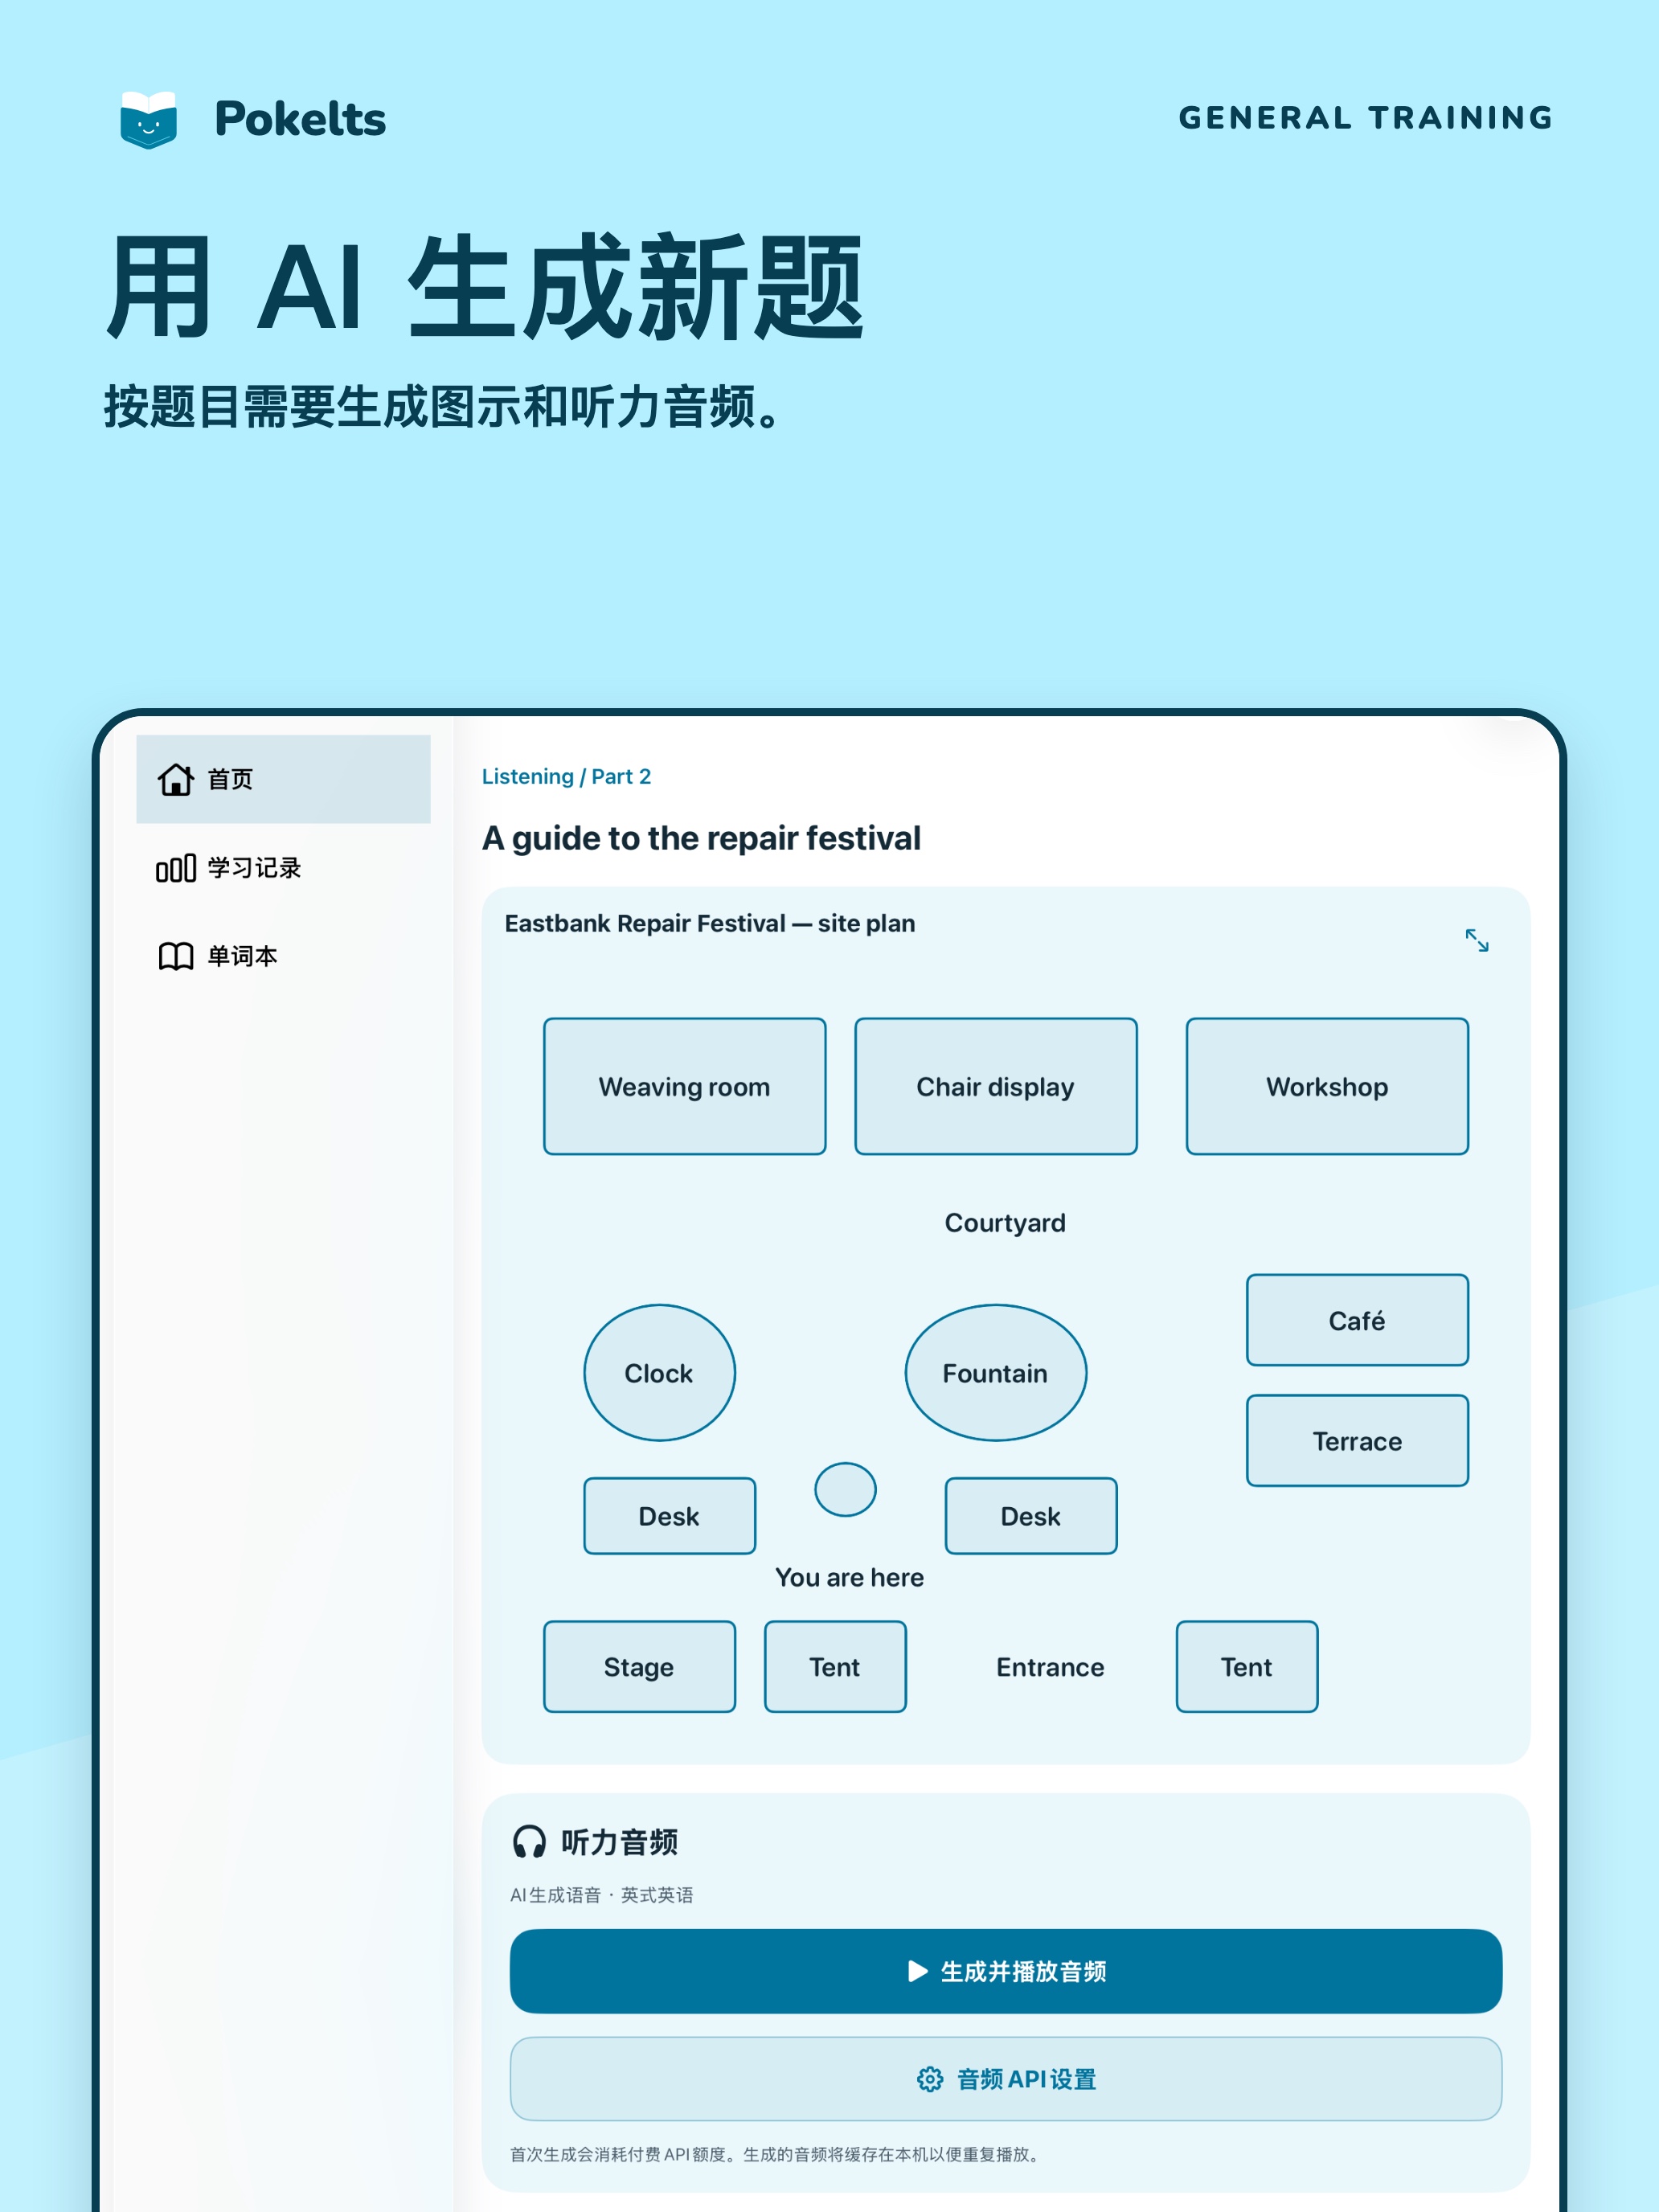 Pokelts
GENERAL TRAINING
用 AI 生成新题
按题目需要生成图示和听力音频。
首页
学习记录
单词本
Listening / Part 2
A guide to the repair festival
Eastbank Repair Festival — site plan
Weaving room
Chair display
Workshop
Courtyard
Café
Clock
Fountain
Terrace
Desk
Desk
You are here
Stage
Tent
Entrance
Tent
听力音频
AI生成语音 · 英式英语
生成并播放音频
音频 API 设置
首次生成会消耗付费 API 额度。生成的音频将缓存在本机以便重复播放。